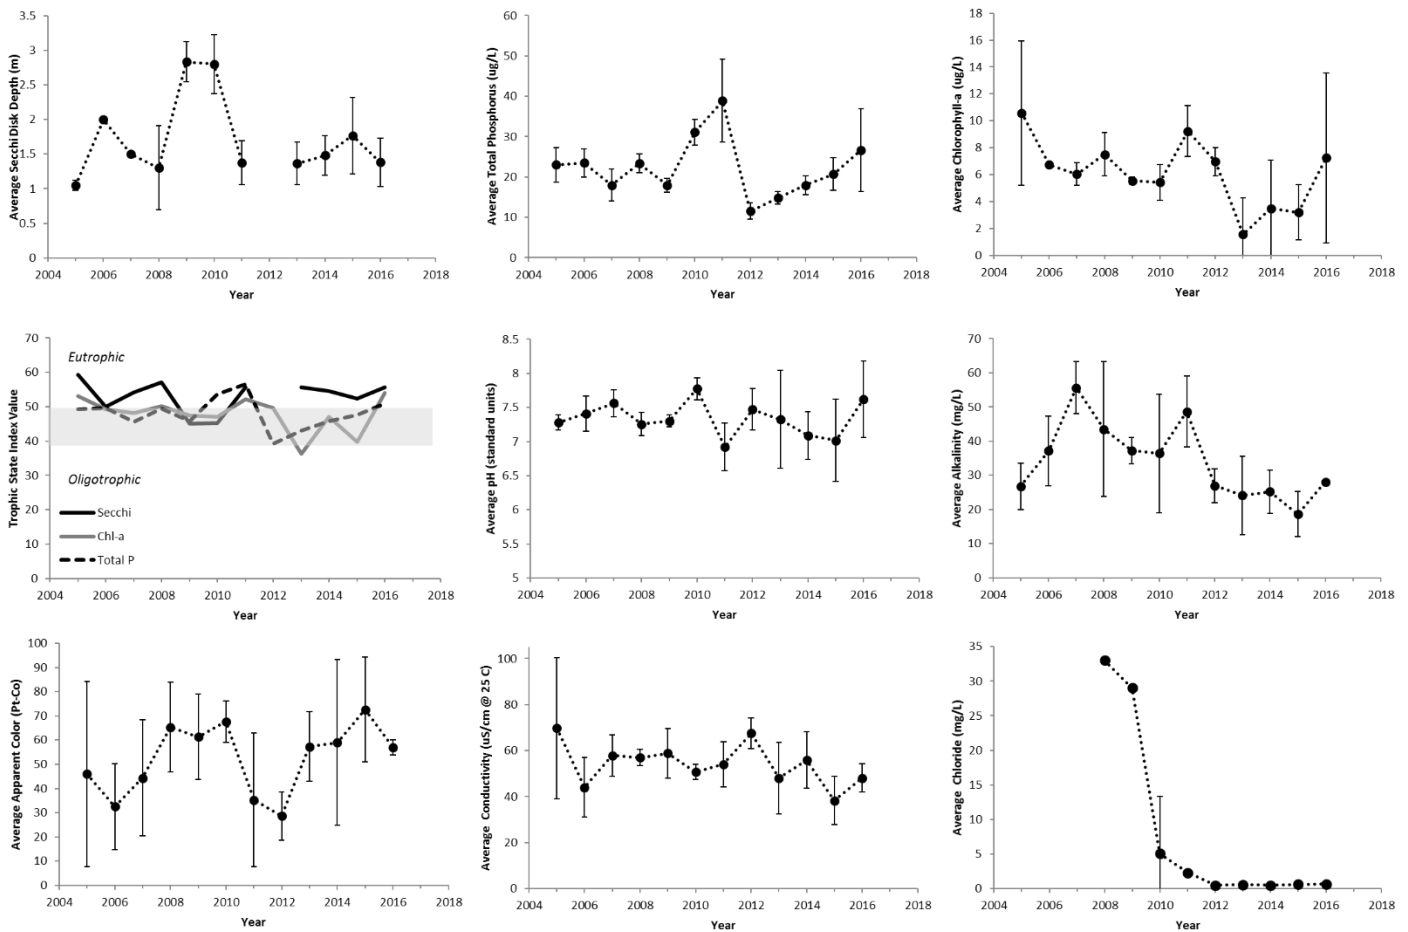 Average Secchi Disk Depth (m)
3.5
3
2.5
2
1.5
1
0.5
0
2004 2006 2008 2010 2012 2014 2016 2018
Year
Average Total Phosphorus (ug/L)
60
50
40
30
20
10
0
2004 2006 2008 2010 2012 2014 2016 2018
Year
Average Chlorophyll-a (ug/L)
18
16
14
12
10
8
6
4
2
0
2004 2006 2008 2010 2012 2014 2016 2018
Year
Trophic State Index Value
70
60
50
40
30
20
10
0
Eutrophic
Oligotrophic
Secchi
Chl-a
Total P
2004 2006 2008 2010 2012 2014 2016 2018
Year
Average pH (standard units)
8.5
8
7.5
7
6.5
6
5.5
5
2004 2006 2008 2010 2012 2014 2016 2018
Year
Average Alkalinity (mg/L)
70
60
50
40
30
20
10
0
2004 2006 2008 2010 2012 2014 2016 2018
Year
Average Apparent Color (Pt-Co)
100
90
80
70
60
50
40
30
20
10
0
2004 2006 2008 2010 2012 2014 2016 2018
Year
Average Conductivity (uS/cm @ 25 C)
100
80
60
40
20
0
2004 2006 2008 2010 2012 2014 2016 2018
Year
Average Chloride (mg/L)
35
30
25
20
15
10
5
0
2004 2006 2008 2010 2012 2014 2016 2018
Year